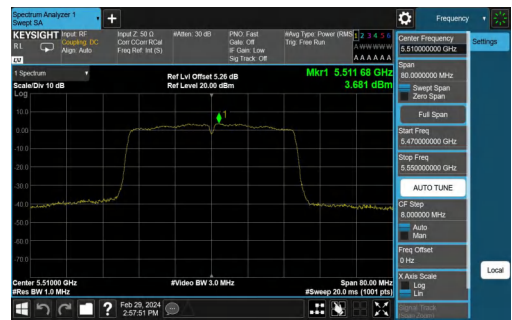 Spectrum Analyzer 1
Swept SA
+
Frequency
KEYSIGHT
RL
LV
Input: RF
Coupling: DC
Align: Auto
Input Z: 50 Ω
Corr CCorr RCal
Freq Ref: Int (S)
#Atten: 30 dB
PNO: Fast
Gate: Off
IF Gain: Low
Sig Track: Off
#Avg Type: Power (RMS
Trig: Free Run
1 2 3 4 5 6
A W W W W W
A A A A A A
1 Spectrum
Scale/Div 10 dB
Ref Lvl Offset 5.26 dB
Ref Level 20.00 dBm
Mkr1 5.511 68 GHz
3.681 dBm
Log
10.0
0.00
-10.0
-20.0
-30.0
-40.0
-50.0
-60.0
-70.0
1
Center 5.51000 GHz
#Res BW 1.0 MHz
#Video BW 3.0 MHz
Span 80.00 MHz
#Sweep 20.0 ms (1001 pts)
Feb 29, 2024
2:57:51 PM
Center Frequency
5.510000000 GHz
Span
80.0000000 MHz
Swept Span
Zero Span
Full Span
Start Freq
5.470000000 GHz
Stop Freq
5.550000000 GHz
AUTO TUNE
CF Step
8.000000 MHz
Auto
Man
Freq Offset
0 Hz
X Axis Scale
Log
Lin
Signal Track
Settings
Local